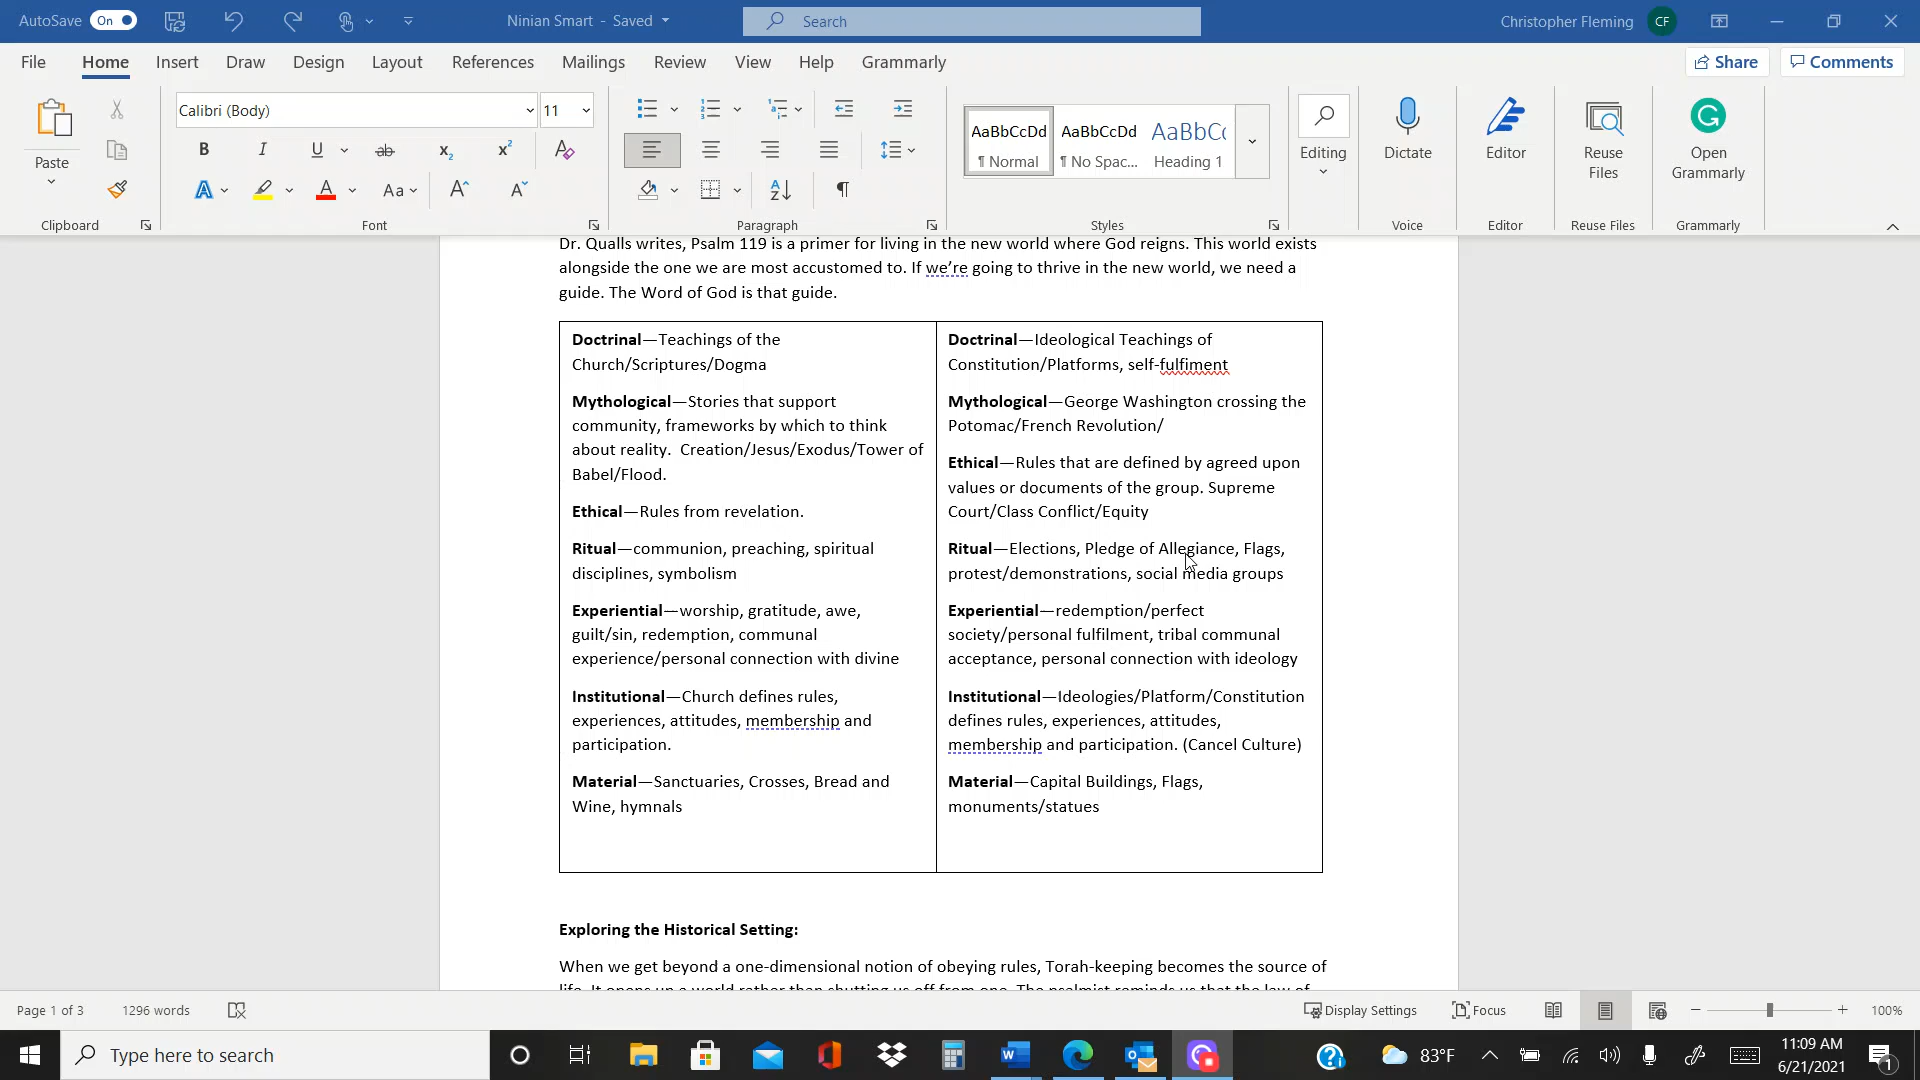 AutoSave On Ninian Smart - Saved Search Christopher Fleming CF
File Home Insert Draw Design Layout References Mailings Review View Help Grammarly Share Comments
Calibri (Body) 11
Paste
B I U ab x₂ x² A
A A Aa A A
AaBbCcDd AaBbCcDd AaBbCc
¶ Normal ¶ No Spac... Heading 1
Editing Dictate Editor Reuse Files Open Grammarly
Clipboard Font Paragraph Styles Voice Editor Reuse Files Grammarly
Dr. Qualls writes, Psalm 119 is a primer for living in the new world where God reigns. This world exists
alongside the one we are most accustomed to. If we’re going to thrive in the new world, we need a
guide. The Word of God is that guide.
Doctrinal—Teachings of the
Church/Scriptures/Dogma
Mythological—Stories that support
community, frameworks by which to think
about reality.  Creation/Jesus/Exodus/Tower of
Babel/Flood.
Ethical—Rules from revelation.
Ritual—communion, preaching, spiritual
disciplines, symbolism
Experiential—worship, gratitude, awe,
guilt/sin, redemption, communal
experience/personal connection with divine
Institutional—Church defines rules,
experiences, attitudes, membership and
participation.
Material—Sanctuaries, Crosses, Bread and
Wine, hymnals
Doctrinal—Ideological Teachings of
Constitution/Platforms, self-fulfiment
Mythological—George Washington crossing the
Potomac/French Revolution/
Ethical—Rules that are defined by agreed upon
values or documents of the group. Supreme
Court/Class Conflict/Equity
Ritual—Elections, Pledge of Allegiance, Flags,
protest/demonstrations, social media groups
Experiential—redemption/perfect
society/personal fulfilment, tribal communal
acceptance, personal connection with ideology
Institutional—Ideologies/Platform/Constitution
defines rules, experiences, attitudes,
membership and participation. (Cancel Culture)
Material—Capital Buildings, Flags,
monuments/statues
Exploring the Historical Setting:
When we get beyond a one-dimensional notion of obeying rules, Torah-keeping becomes the source of
life. It opens up a world rather than shutting us off from one. The psalmist reminds us that the law of
Page 1 of 3 1296 words Display Settings Focus 100%
Type here to search 83°F 11:09 AM
6/21/2021 1